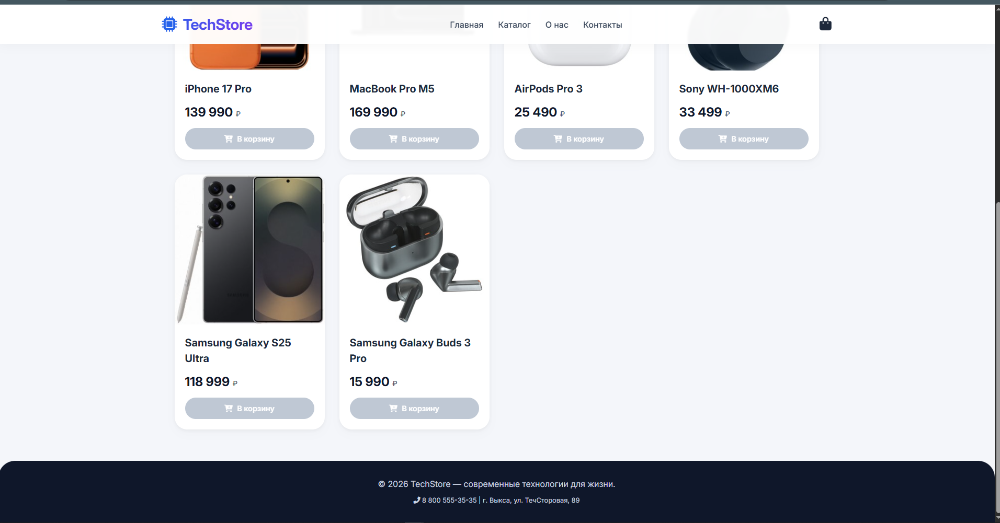 TechStore
Главная Каталог О нас Контакты
iPhone 17 Pro
139 990 ₽
В корзину
MacBook Pro M5
169 990 ₽
В корзину
AirPods Pro 3
25 490 ₽
В корзину
Sony WH-1000XM6
33 499 ₽
В корзину
Samsung Galaxy S25
Ultra
118 999 ₽
В корзину
Samsung Galaxy Buds 3
Pro
15 990 ₽
В корзину
© 2026 TechStore — современные технологии для жизни.
8 800 555-35-35 | г. Выкса, ул. ТечСторовая, 89